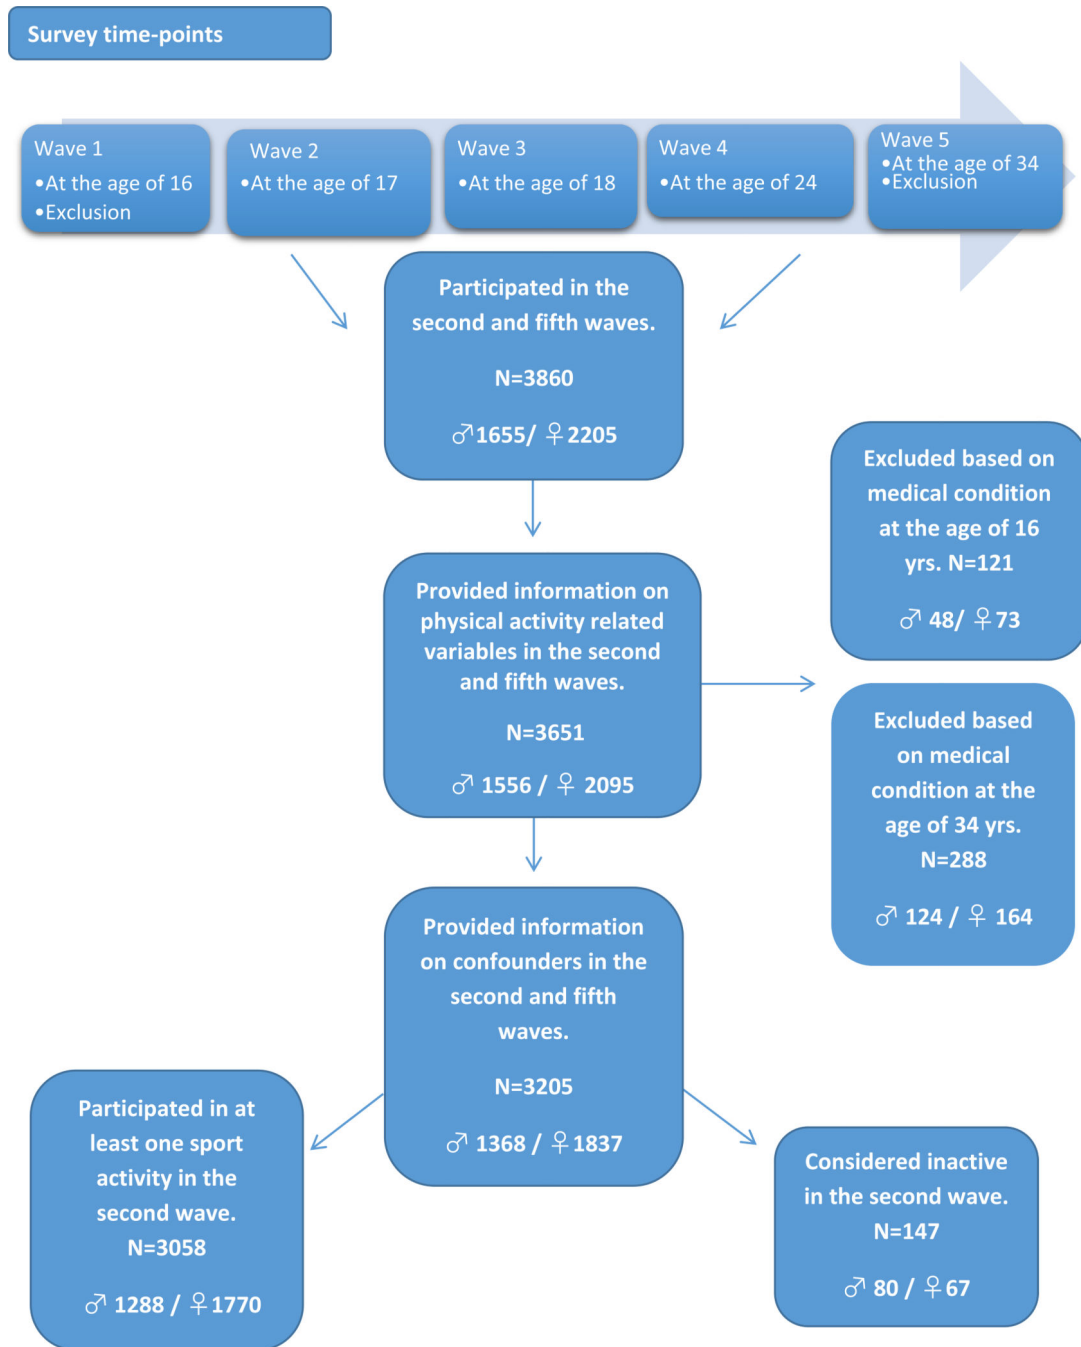 Survey time-points
Wave 1
•At the age of 16
•Exclusion
Wave 2
•At the age of 17
Wave 3
•At the age of 18
Wave 4
•At the age of 24
Wave 5
•At the age of 34
•Exclusion
Participated in the
second and fifth waves.
N=3860
♂1655/ ♀2205
Excluded based on
medical condition
at the age of 16
yrs. N=121
♂ 48/ ♀73
Provided information on
physical activity related
variables in the second
and fifth waves.
N=3651
♂ 1556 / ♀ 2095
Excluded based
on medical
condition at the
age of 34 yrs.
N=288
♂ 124 / ♀ 164
Provided information
on confounders in the
second and fifth
waves.
N=3205
♂ 1368 / ♀1837
Participated in at
least one sport
activity in the
second wave.
N=3058
♂ 1288 / ♀1770
Considered inactive
in the second wave.
N=147
♂ 80 / ♀67